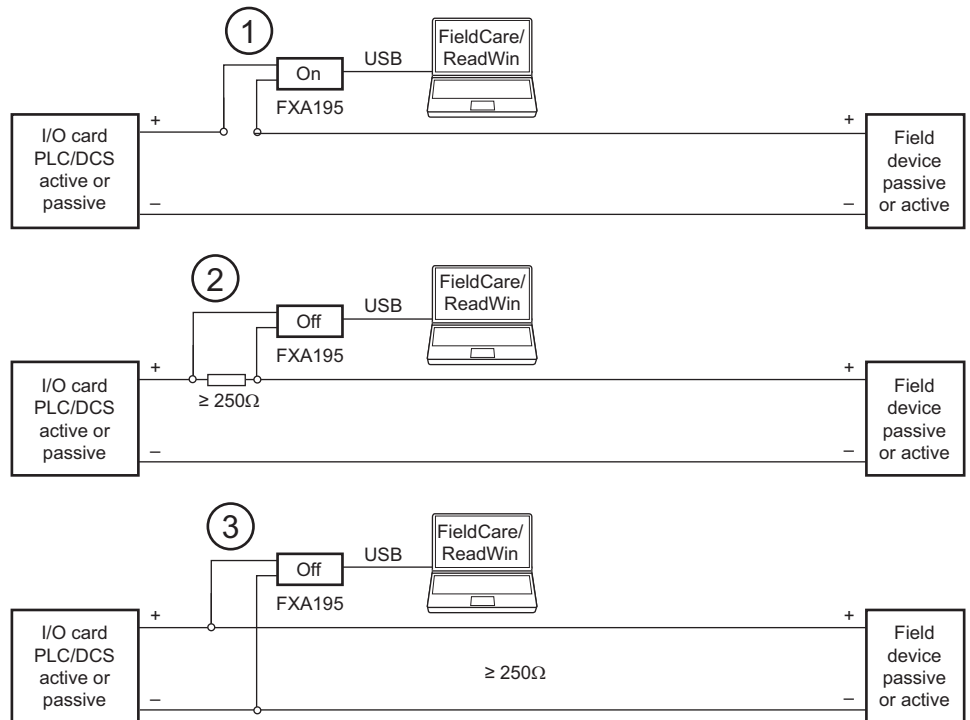 1
FieldCare/
ReadWin
USB
On
FXA195
+
+
I/O card
PLC/DCS
active or
passive
Field
device
passive
or active
–
–
2
FieldCare/
ReadWin
USB
Off
FXA195
+
+
≥ 250Ω
I/O card
PLC/DCS
active or
passive
Field
device
passive
or active
–
–
3
FieldCare/
ReadWin
USB
Off
FXA195
+
+
I/O card
PLC/DCS
active or
passive
≥ 250Ω
Field
device
passive
or active
–
–